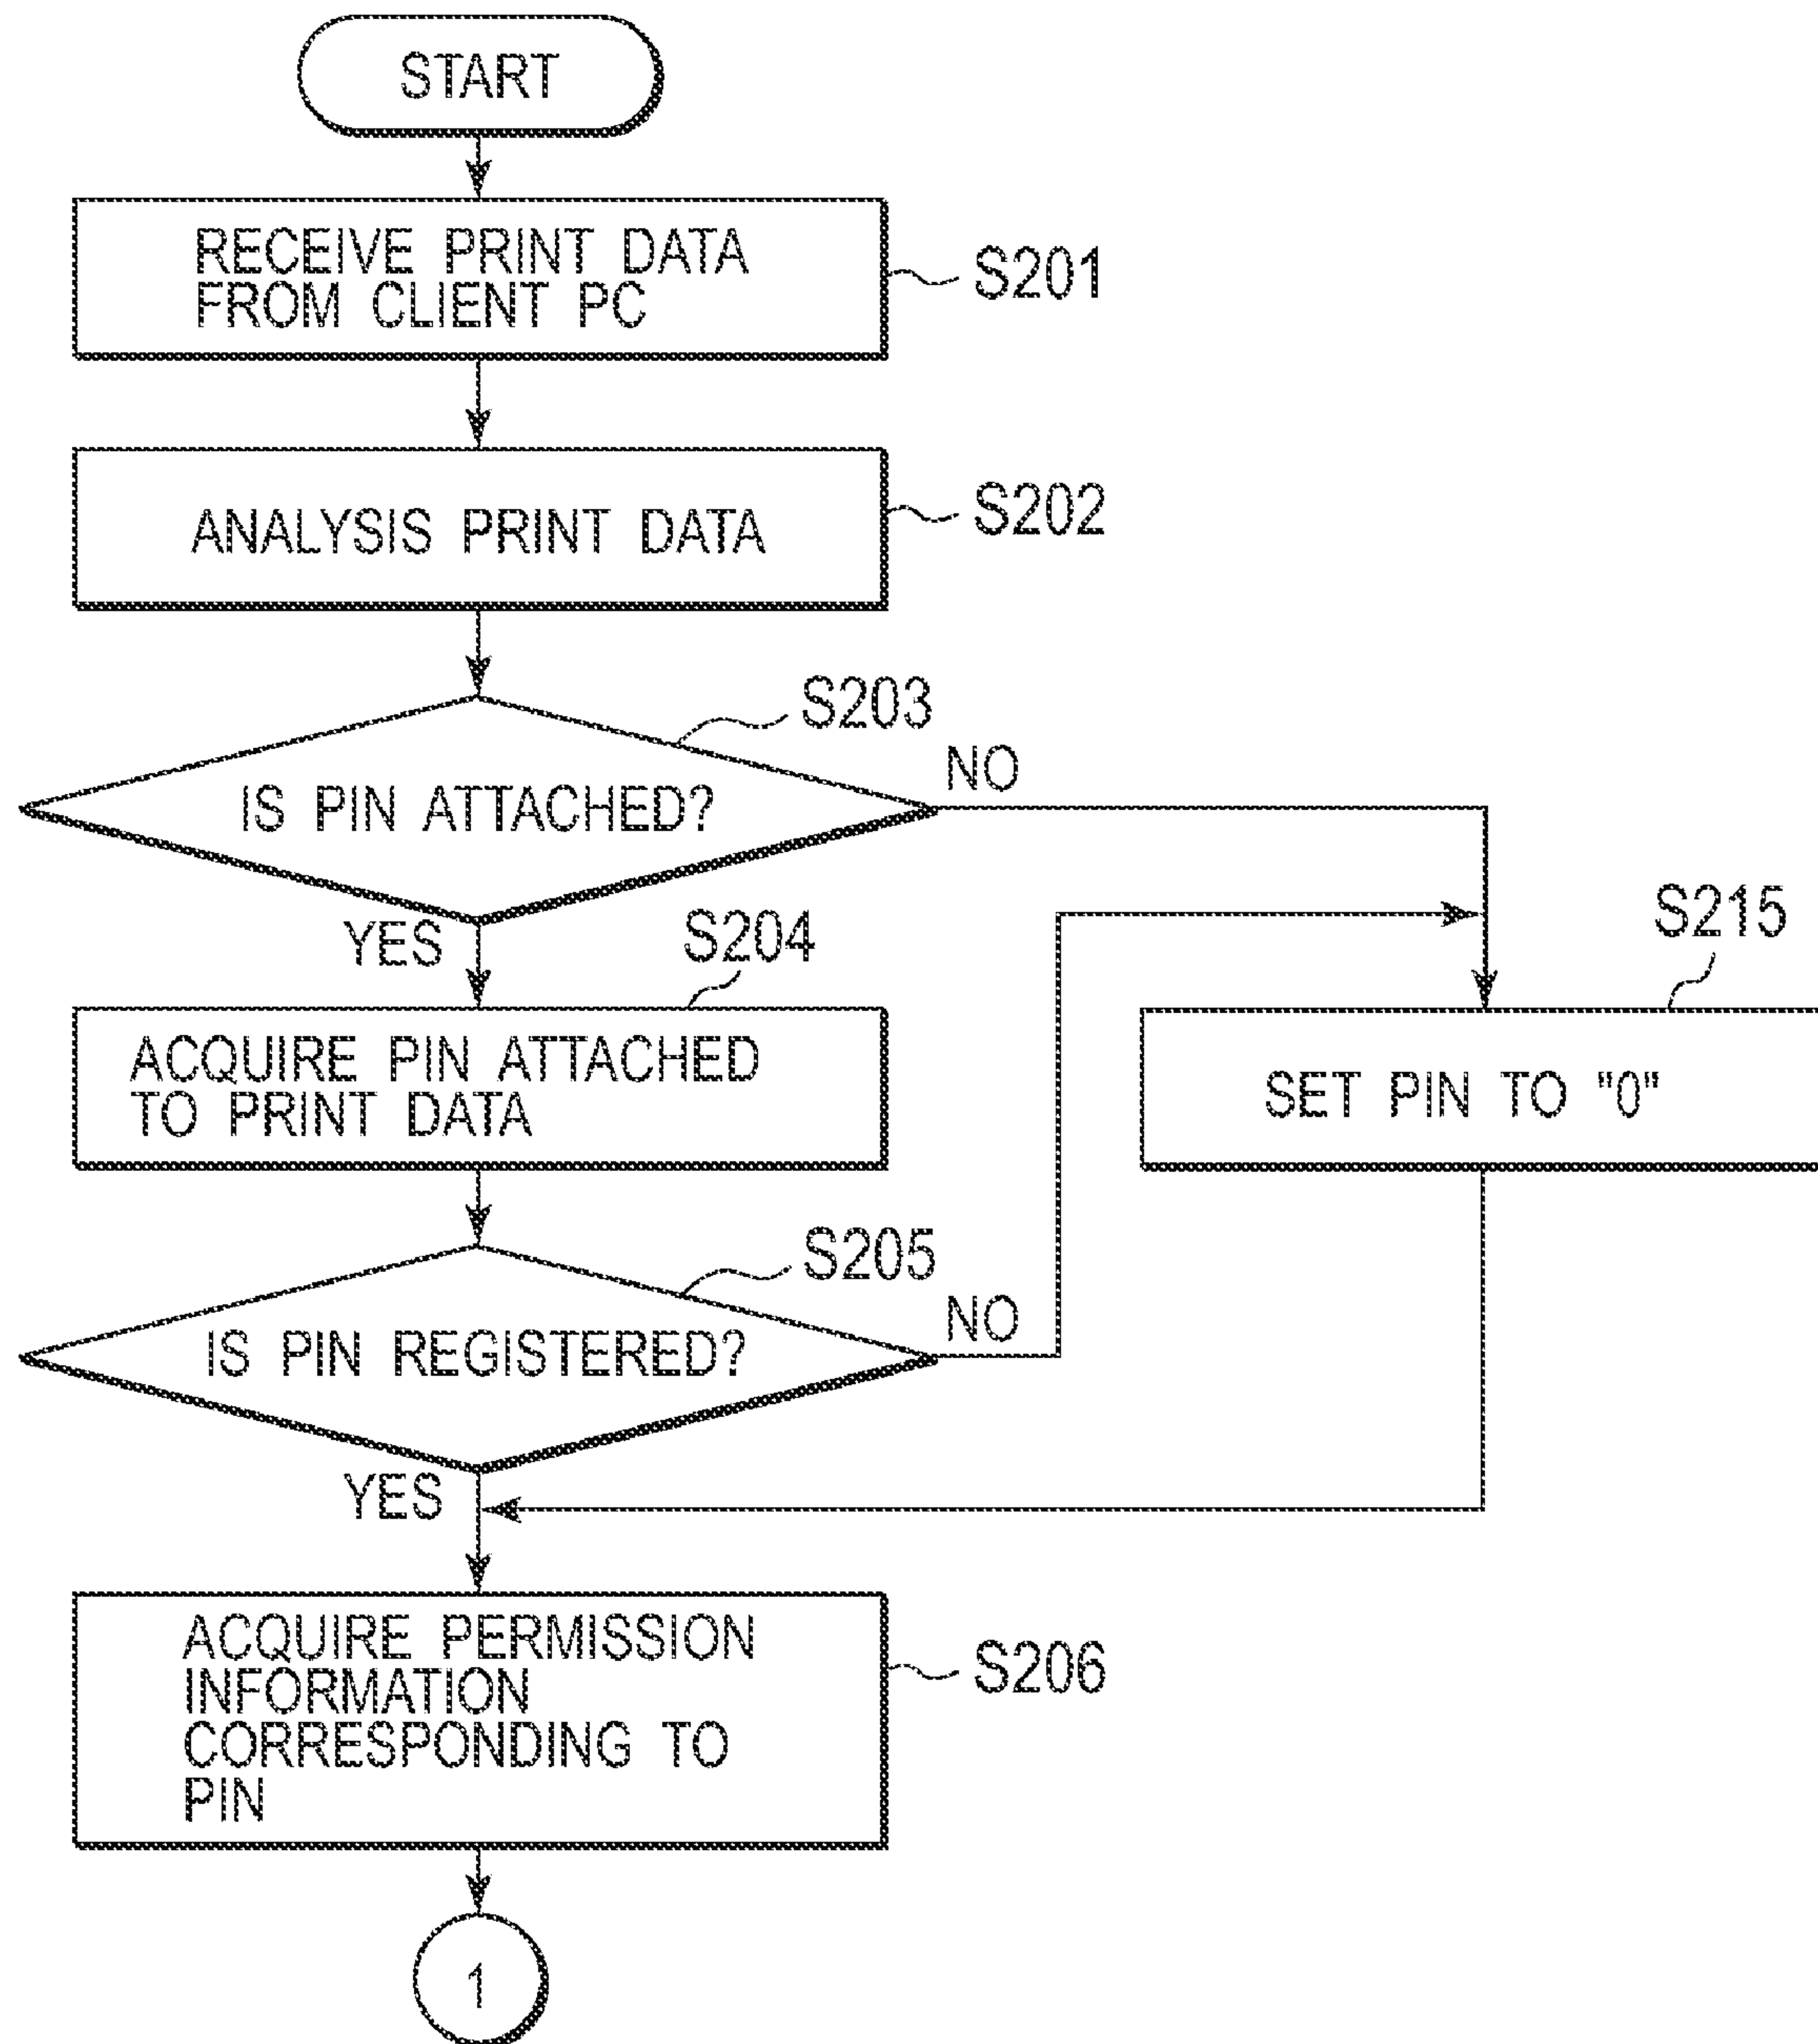 START
RECEIVE PRINT DATA
FROM CLIENT PC
S201
ANALYSIS PRINT DATA
S202
S203
IS PIN ATTACHED?
NO
YES
S204
S215
ACQUIRE PIN ATTACHED
TO PRINT DATA
SET PIN TO "0"
S205
IS PIN REGISTERED?
NO
YES
ACQUIRE PERMISSION
INFORMATION
CORRESPONDING TO
PIN
S206
1